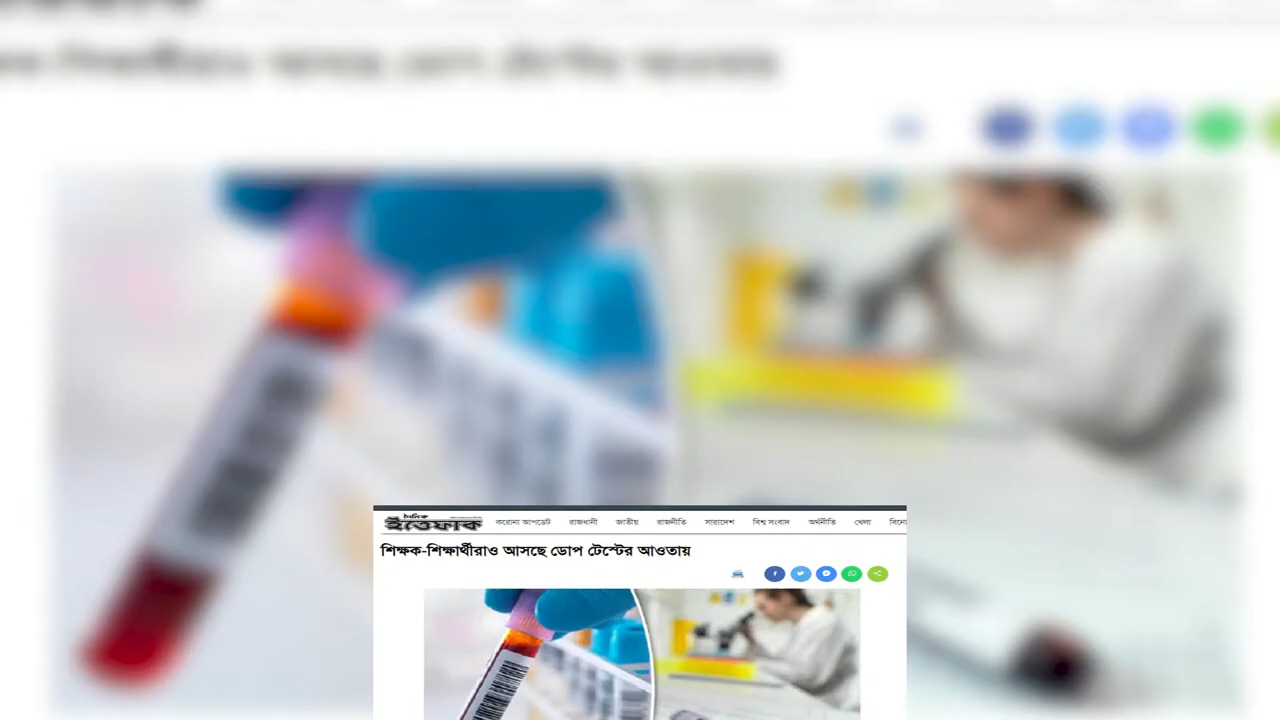 দৈনিক
ইত্তেফাক
করোনা আপডেট রাজধানী জাতীয় রাজনীতি সারাদেশ বিশ্ব সংবাদ অর্থনীতি খেলা বিনো
শিক্ষক-শিক্ষার্থীরাও আসছে ডোপ টেস্টের আওতায়